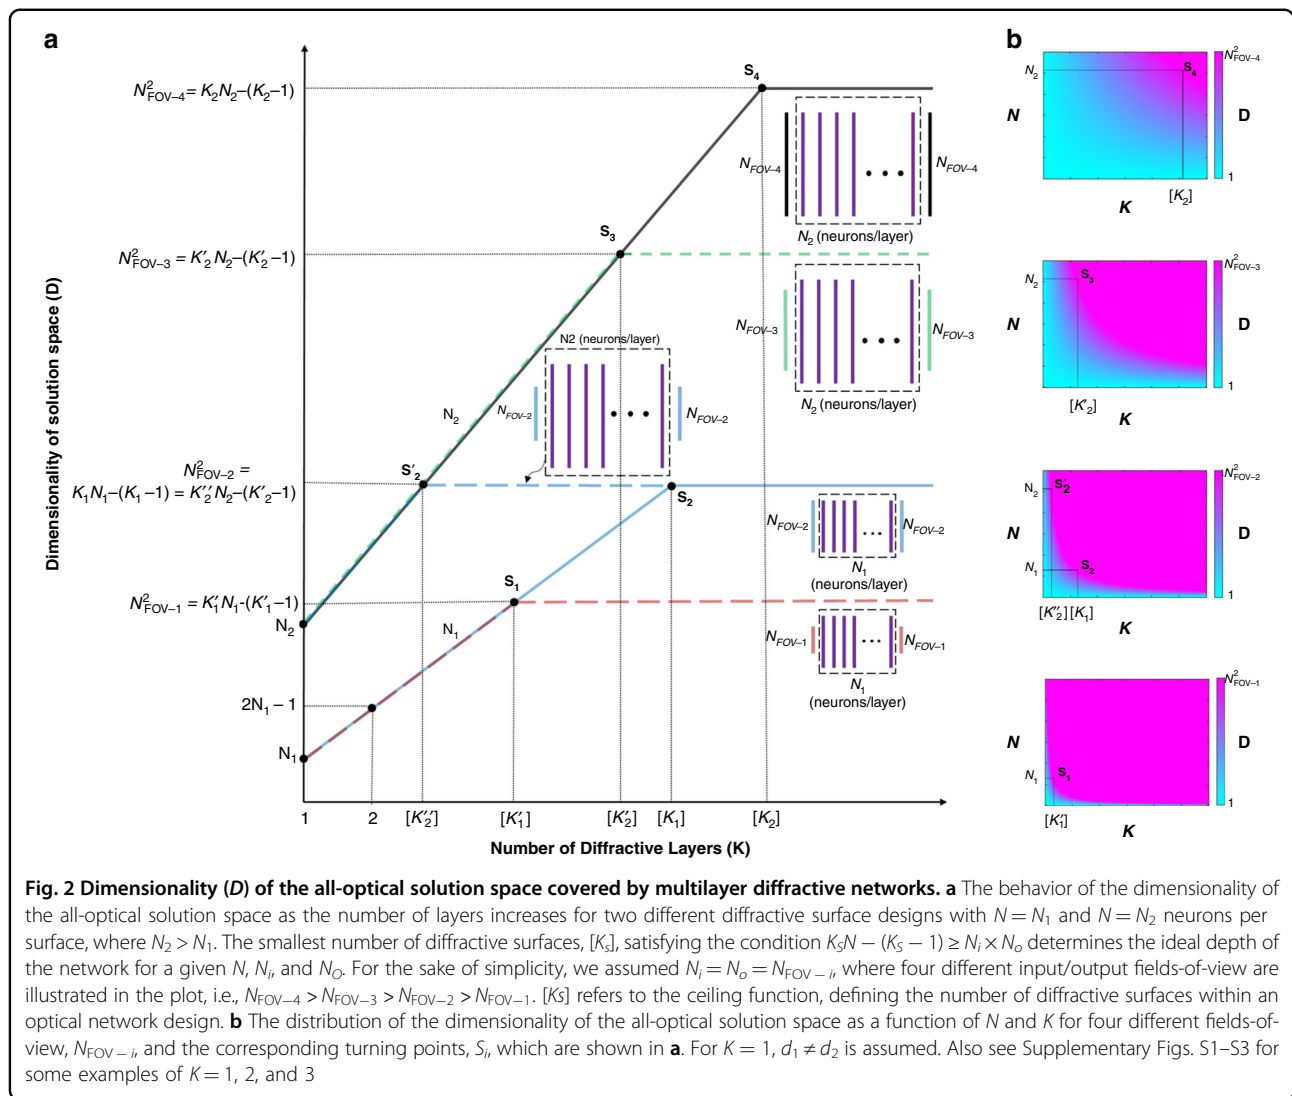 a
b
Dimensionality of solution space (D)
N²FOV–4 = K₂N₂–(K₂–1)
N²FOV–3 = K′₂ N₂–(K′₂–1)
N²FOV–2 =
K₁N₁–(K₁–1) = K″₂ N₂–(K″₂–1)
N²FOV–1 = K′₁N₁-(K′₁–1)
N₂
2N₁ – 1
N₁
S₄
S₃
S′₂
S₂
S₁
N₂
N₁
NFOV–4
NFOV–4
N₂ (neurons/layer)
NFOV–3
NFOV–3
N₂ (neurons/layer)
N2 (neurons/layer)
NFOV–2
NFOV–2
NFOV–2
NFOV–2
N₁
(neurons/layer)
NFOV–1
NFOV–1
N₁
(neurons/layer)
1 2 [K″₂] [K′₁] [K′₂] [K₁] [K₂]
Number of Diffractive Layers (K)
N²FOV–4
N₂
S₄
N
D
1
[K₂]
K
N²FOV–3
N₂
S₃
N
D
1
[K′₂]
K
N²FOV–2
N₂
S′₂
N
D
N₁
S₂
1
[K″₂] [K₁]
K
N²FOV–1
N
D
N₁
S₁
1
[K′₁]
K
Fig. 2 Dimensionality (D) of the all-optical solution space covered by multilayer diffractive networks. a The behavior of the dimensionality of
the all-optical solution space as the number of layers increases for two different diffractive surface designs with N = N₁ and N = N₂ neurons per
surface, where N₂ > N₁. The smallest number of diffractive surfaces, [Kₛ], satisfying the condition K_S N − (K_S − 1) ≥ Nᵢ × Nₒ determines the ideal depth of
the network for a given N, Nᵢ, and N_O. For the sake of simplicity, we assumed Nᵢ = Nₒ = N_FOV − i, where four different input/output fields-of-view are
illustrated in the plot, i.e., N_FOV−4 > N_FOV−3 > N_FOV−2 > N_FOV−1. [Ks] refers to the ceiling function, defining the number of diffractive surfaces within an
optical network design. b The distribution of the dimensionality of the all-optical solution space as a function of N and K for four different fields-of-
view, N_FOV − i, and the corresponding turning points, Sᵢ, which are shown in a. For K = 1, d₁ ≠ d₂ is assumed. Also see Supplementary Figs. S1–S3 for
some examples of K = 1, 2, and 3